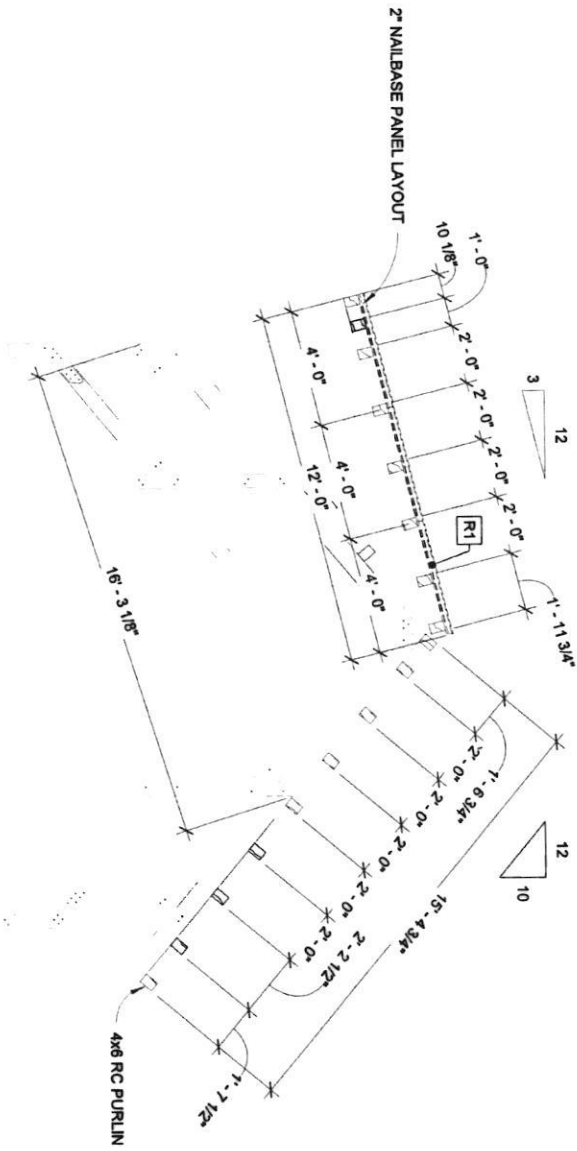 2" NAILBASE PANEL LAYOUT
10 1/8"
1' - 0"
2' - 0"
2' - 0"
2' - 0"
2' - 0"
1' - 11 3/4"
3
12
R1
4' - 0"
4' - 0"
4' - 0"
12' - 0"
16' - 3 1/8"
12
10
1' - 6 3/4"
2' - 0"
2' - 0"
2' - 0"
2' - 0"
2' - 0"
2' - 2 1/2"
1' - 7 1/2"
15' - 4 3/4"
4x6 RC PURLIN